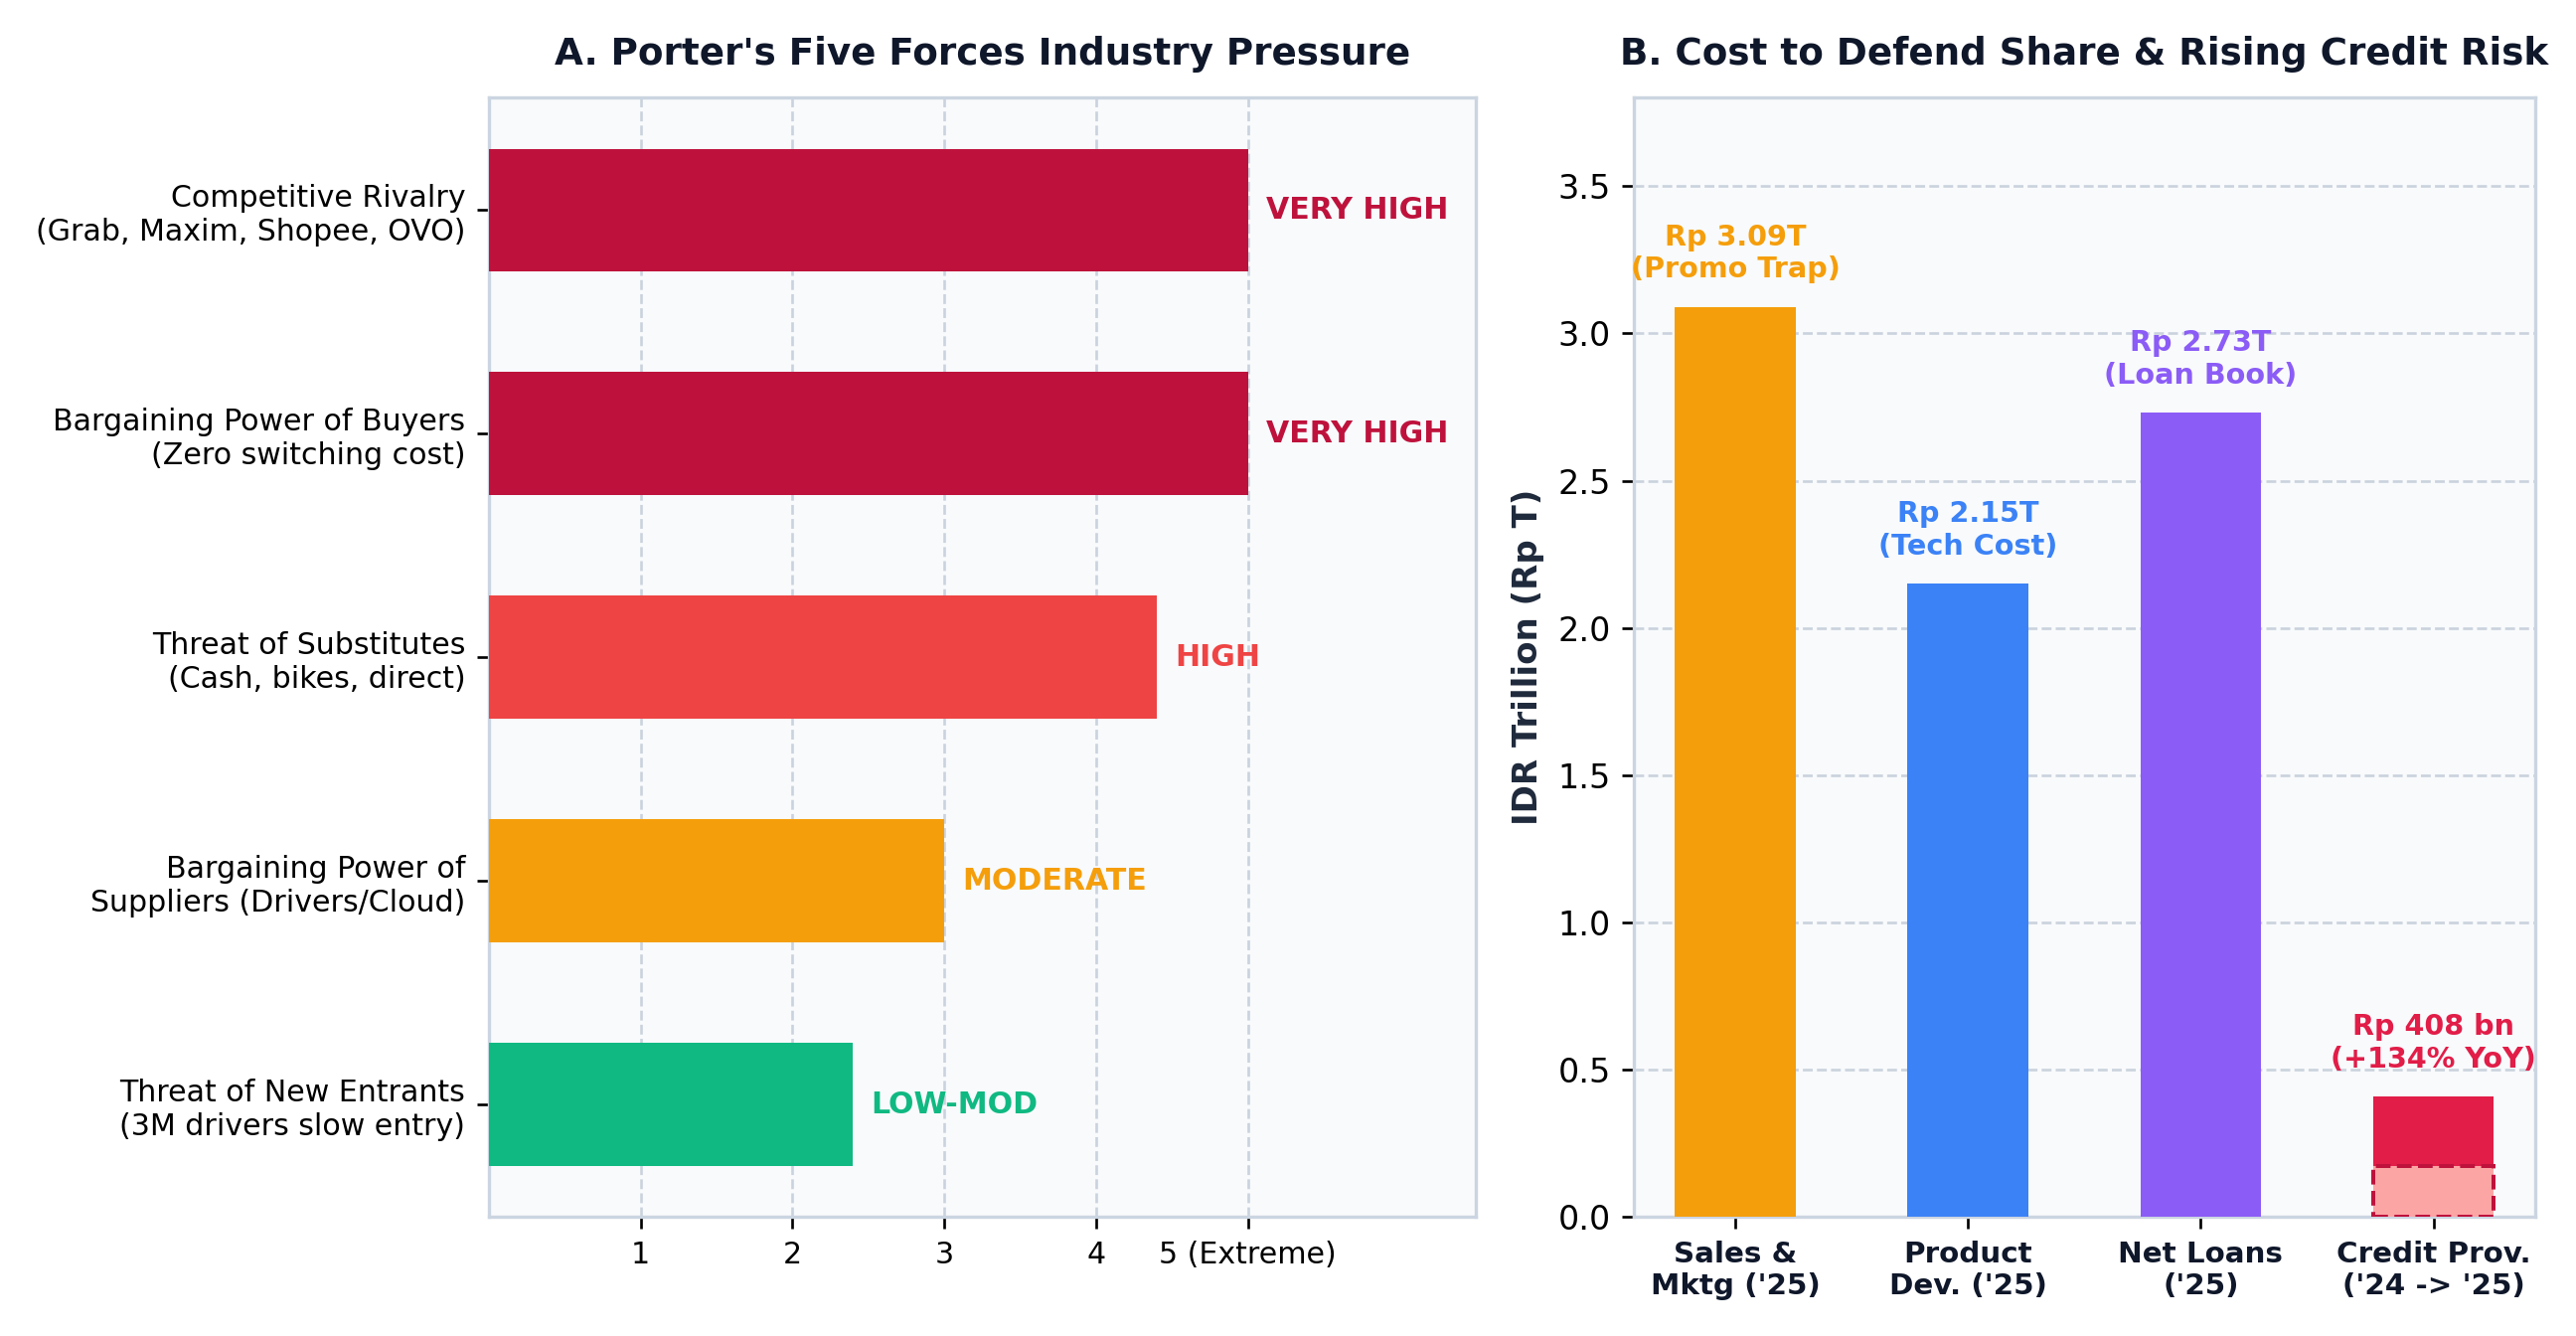 A. Porter's Five Forces Industry Pressure
Competitive Rivalry
(Grab, Maxim, Shopee, OVO)
VERY HIGH
Bargaining Power of Buyers
(Zero switching cost)
VERY HIGH
Threat of Substitutes
(Cash, bikes, direct)
HIGH
Bargaining Power of
Suppliers (Drivers/Cloud)
MODERATE
Threat of New Entrants
(3M drivers slow entry)
LOW-MOD
1
2
3
4
5 (Extreme)
B. Cost to Defend Share & Rising Credit Risk
IDR Trillion (Rp T)
3.5
3.0
2.5
2.0
1.5
1.0
0.5
0.0
Rp 3.09T
(Promo Trap)
Rp 2.15T
(Tech Cost)
Rp 2.73T
(Loan Book)
Rp 408 bn
(+134% YoY)
Sales &
Mktg ('25)
Product
Dev. ('25)
Net Loans
('25)
Credit Prov.
('24 -> '25)